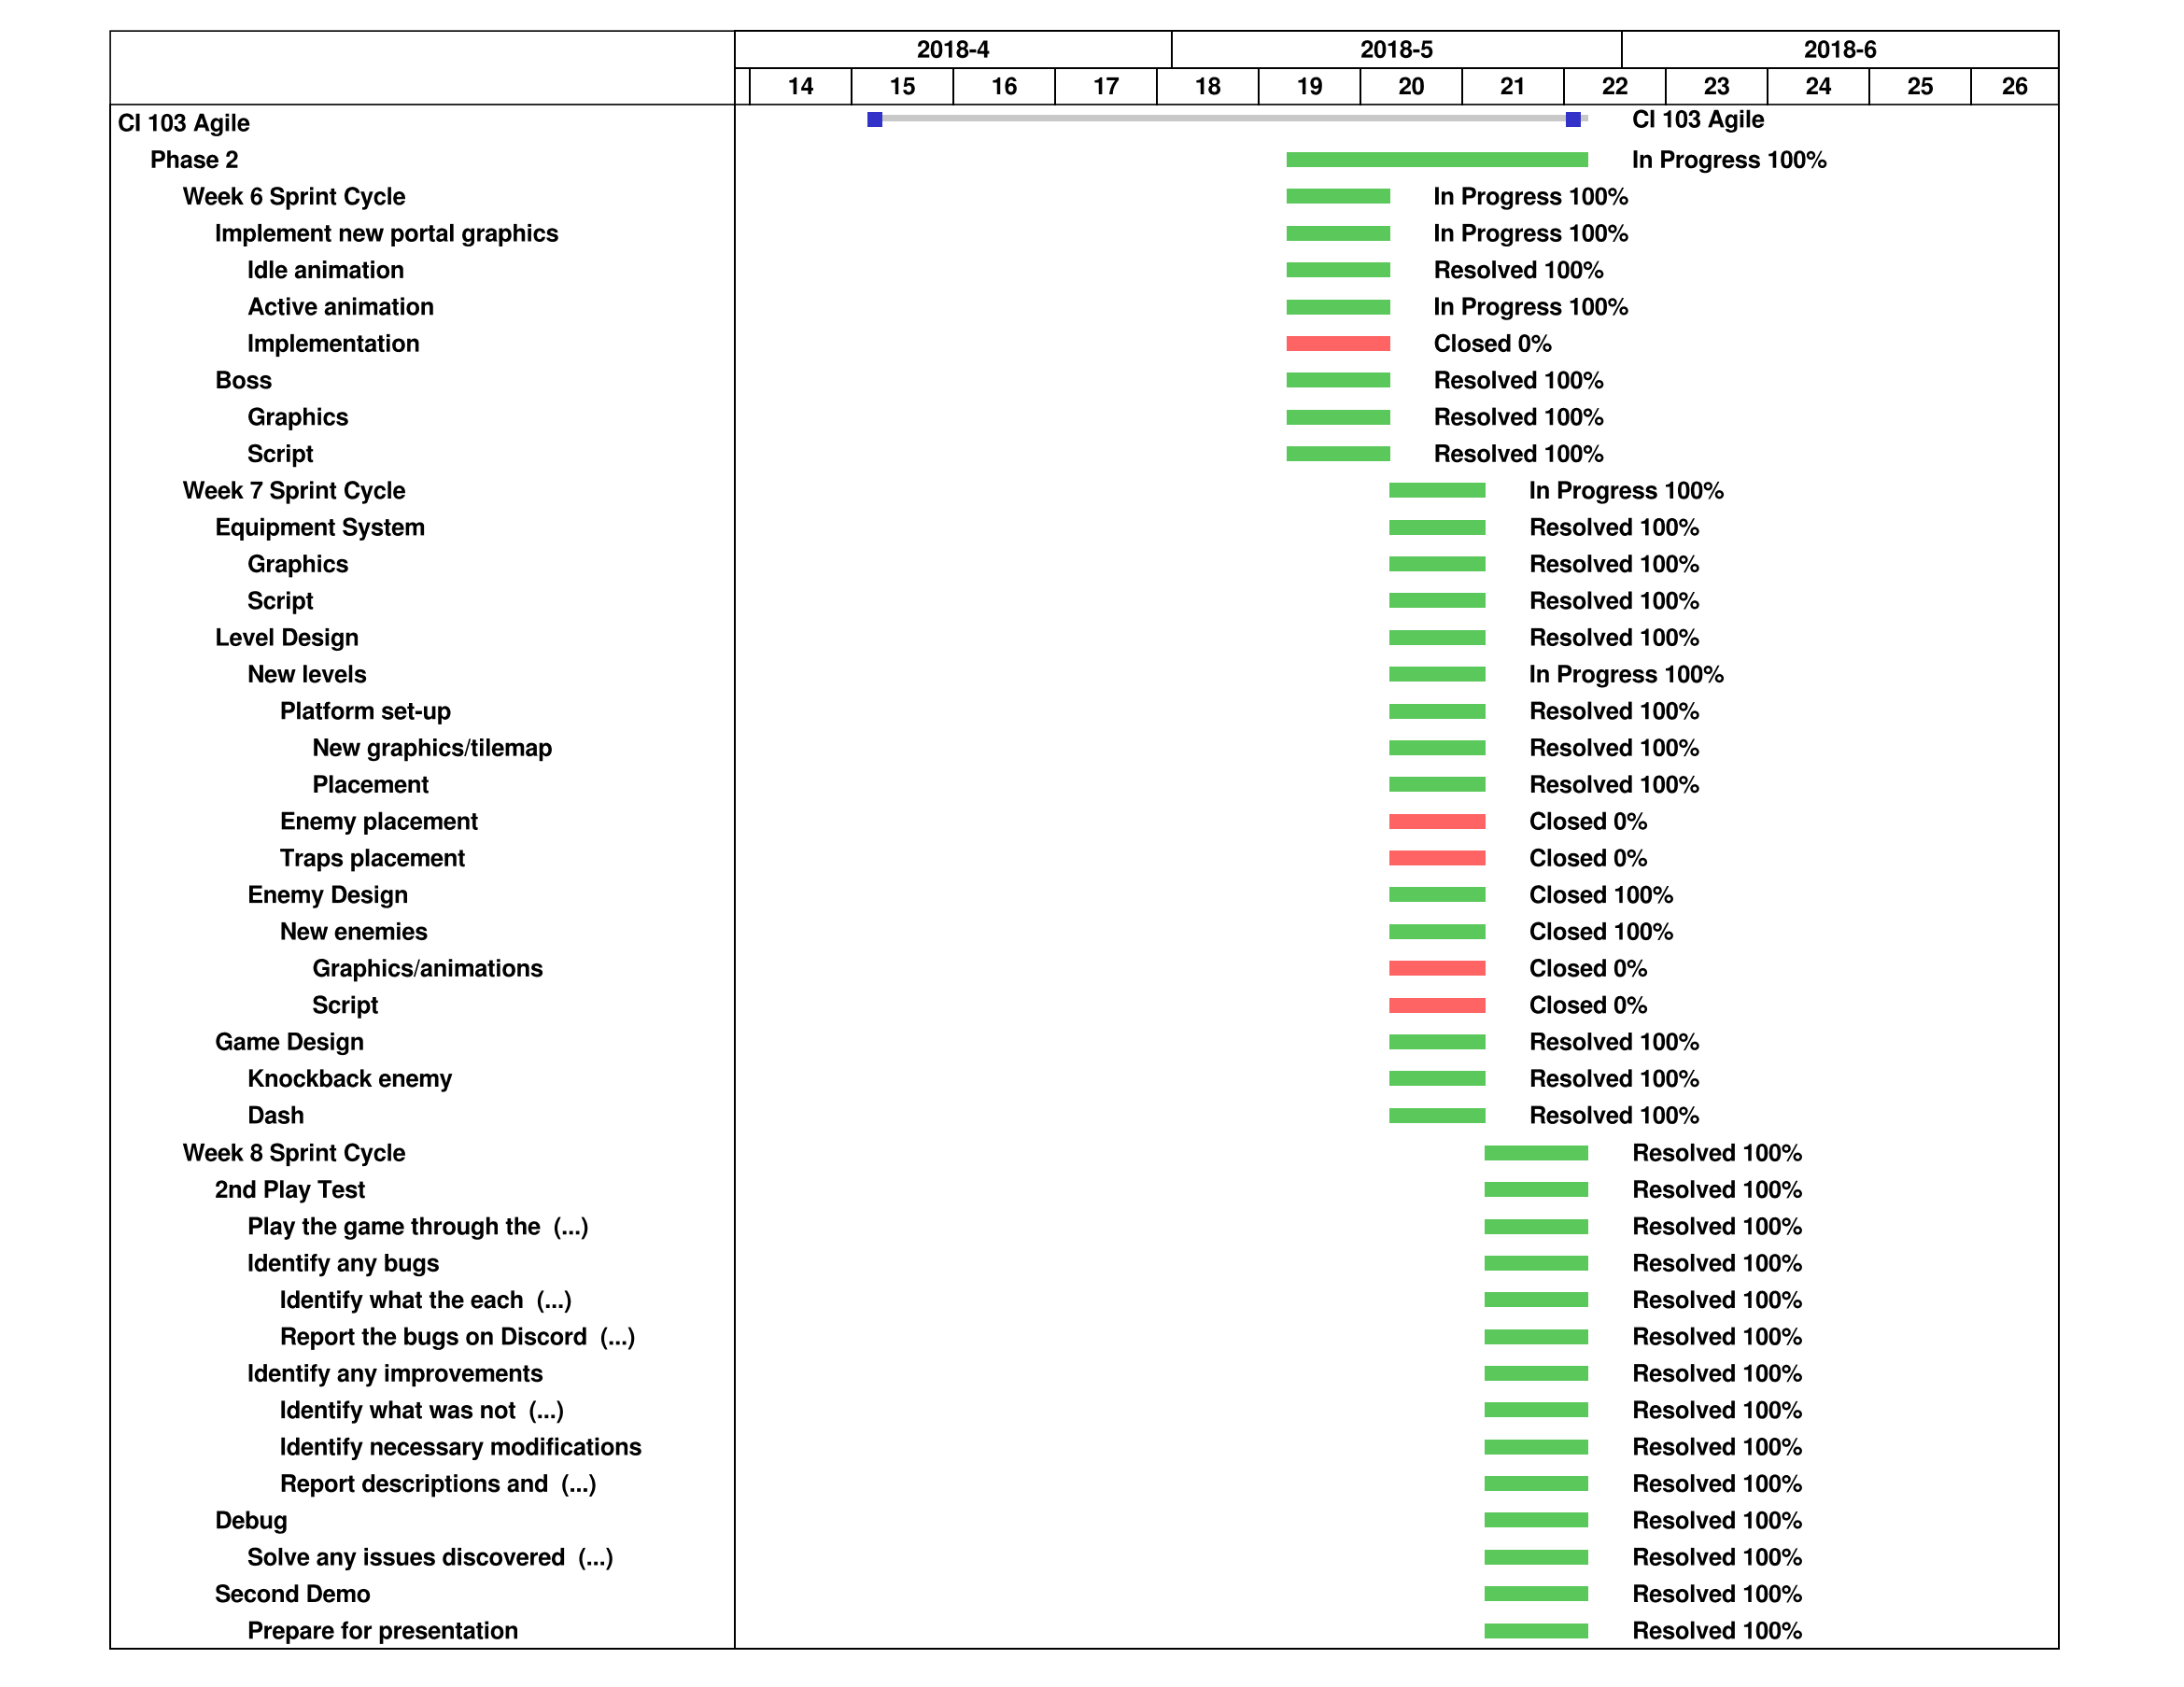 2018-4 2018-5 2018-6
14 15 16 17 18 19 20 21 22 23 24 25 26
CI 103 Agile CI 103 Agile
Phase 2 In Progress 100%
Week 6 Sprint Cycle In Progress 100%
Implement new portal graphics In Progress 100%
Idle animation Resolved 100%
Active animation In Progress 100%
Implementation Closed 0%
Boss Resolved 100%
Graphics Resolved 100%
Script Resolved 100%
Week 7 Sprint Cycle In Progress 100%
Equipment System Resolved 100%
Graphics Resolved 100%
Script Resolved 100%
Level Design Resolved 100%
New levels In Progress 100%
Platform set-up Resolved 100%
New graphics/tilemap Resolved 100%
Placement Resolved 100%
Enemy placement Closed 0%
Traps placement Closed 0%
Enemy Design Closed 100%
New enemies Closed 100%
Graphics/animations Closed 0%
Script Closed 0%
Game Design Resolved 100%
Knockback enemy Resolved 100%
Dash Resolved 100%
Week 8 Sprint Cycle Resolved 100%
2nd Play Test Resolved 100%
Play the game through the (...) Resolved 100%
Identify any bugs Resolved 100%
Identify what the each (...) Resolved 100%
Report the bugs on Discord (...) Resolved 100%
Identify any improvements Resolved 100%
Identify what was not (...) Resolved 100%
Identify necessary modifications Resolved 100%
Report descriptions and (...) Resolved 100%
Debug Resolved 100%
Solve any issues discovered (...) Resolved 100%
Second Demo Resolved 100%
Prepare for presentation Resolved 100%